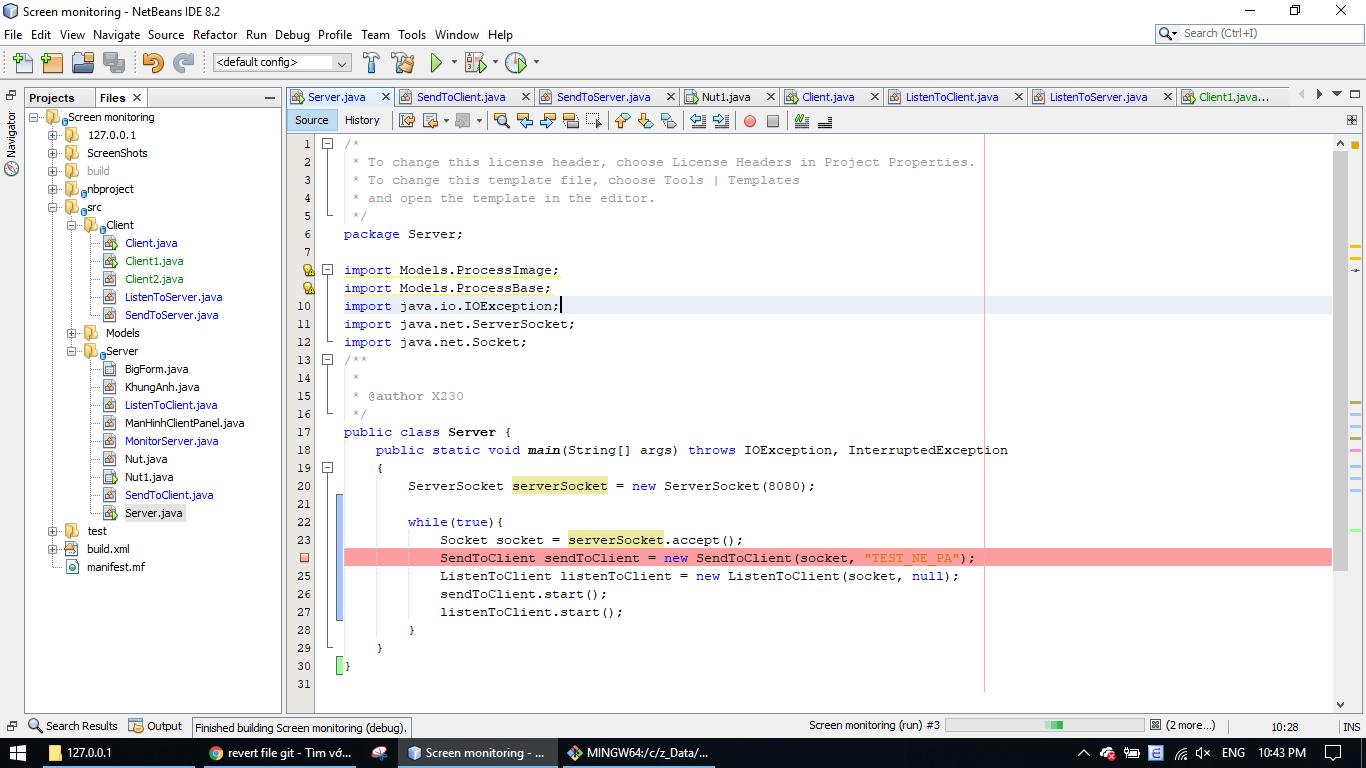 Screen monitoring - NetBeans IDE 8.2
File Edit View Navigate Source Refactor Run Debug Profile Team Tools Window Help
Search (Ctrl+I)
<default config>
Projects Files
Server.java SendToClient.java SendToServer.java Nut1.java Client.java ListenToClient.java ListenToServer.java Client1.java...
Navigator
Source History
Screen monitoring
127.0.0.1
ScreenShots
build
nbproject
src
Client
Client.java
Client1.java
Client2.java
ListenToServer.java
SendToServer.java
Models
Server
BigForm.java
KhungAnh.java
ListenToClient.java
ManHinhClientPanel.java
MonitorServer.java
Nut.java
Nut1.java
SendToClient.java
Server.java
test
build.xml
manifest.mf
1 /*
2 * To change this license header, choose License Headers in Project Properties.
3 * To change this template file, choose Tools | Templates
4 * and open the template in the editor.
5 */
6 package Server;
7
import Models.ProcessImage;
import Models.ProcessBase;
10 import java.io.IOException;
11 import java.net.ServerSocket;
12 import java.net.Socket;
13 /**
14 *
15 * @author X230
16 */
17 public class Server {
18 public static void main(String[] args) throws IOException, InterruptedException
19 {
20 ServerSocket serverSocket = new ServerSocket(8080);
21
22 while(true){
23 Socket socket = serverSocket.accept();
SendToClient sendToClient = new SendToClient(socket, "TEST_NE_PA");
25 ListenToClient listenToClient = new ListenToClient(socket, null);
26 sendToClient.start();
27 listenToClient.start();
28 }
29 }
30 }
31
Search Results Output Finished building Screen monitoring (debug). Screen monitoring (run) #3 (2 more...) 10:28 INS
127.0.0.1 revert file git - Tìm vớ... Screen monitoring - ... MINGW64:/c/z_Data/... ENG 10:43 PM